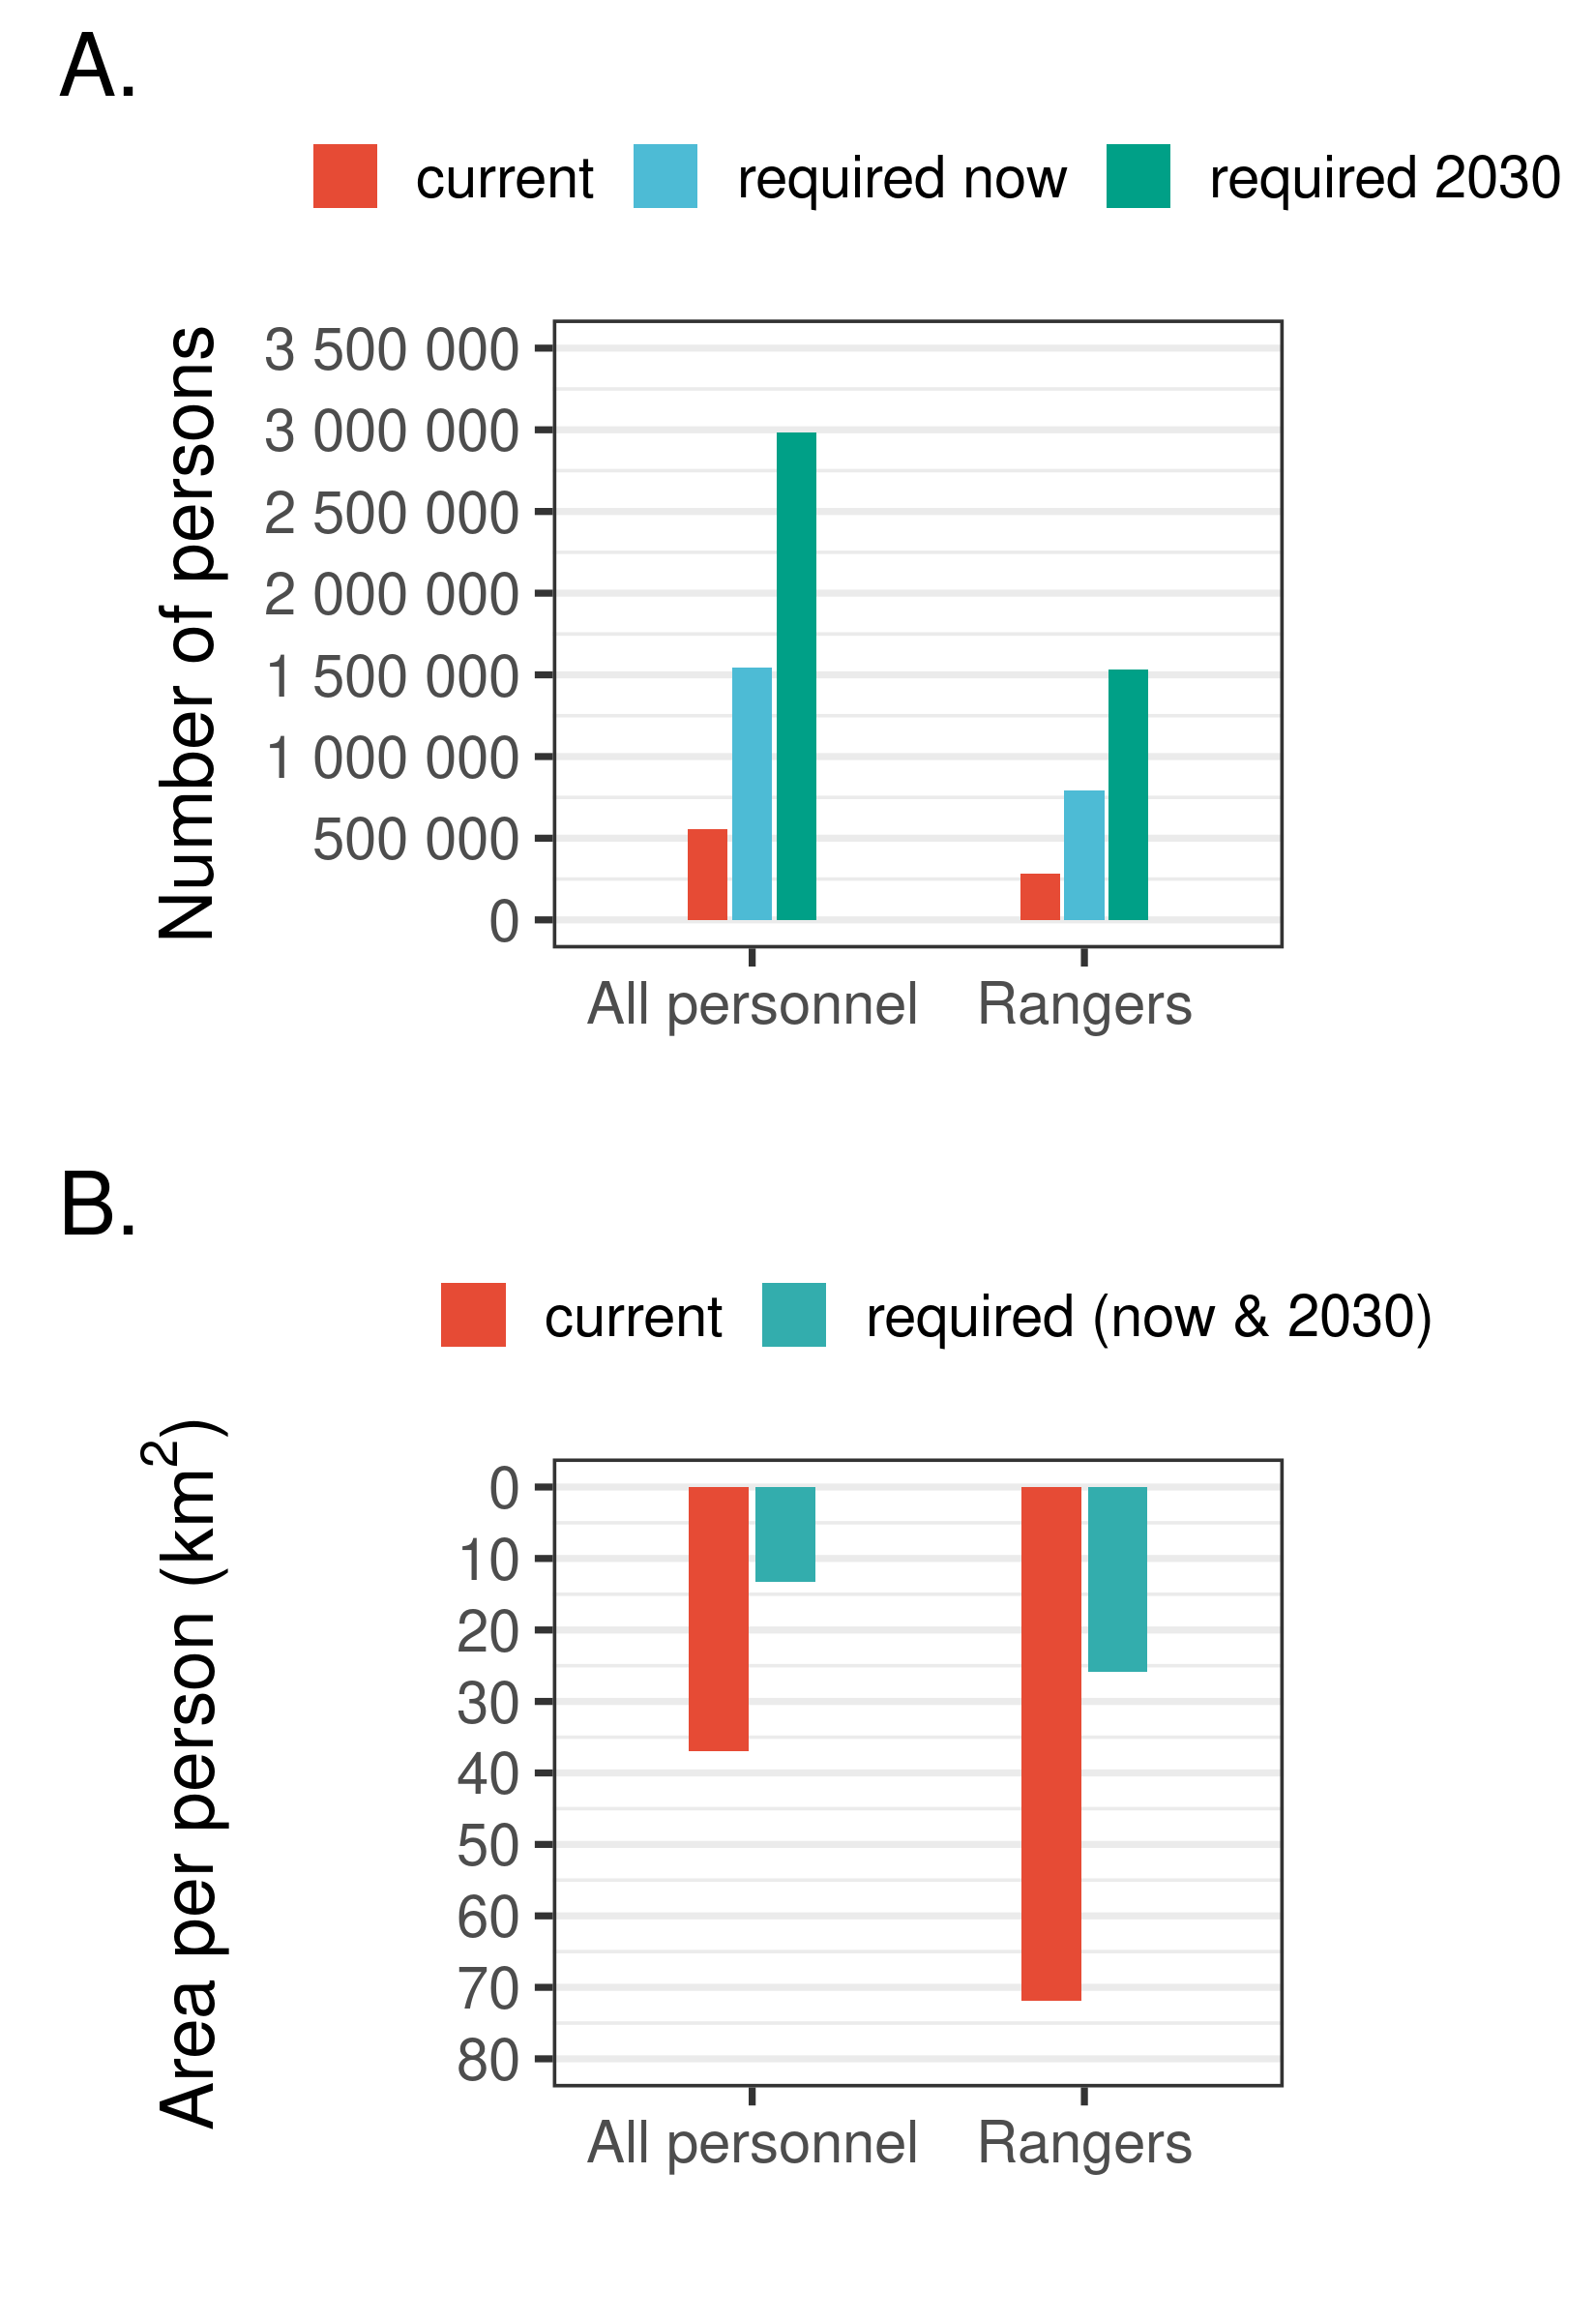 A.
current required now required 2030
Number of persons
3 500 000
3 000 000
2 500 000
2 000 000
1 500 000
1 000 000
500 000
0
All personnel Rangers
B.
current required (now & 2030)
Area per person (km²)
0
10
20
30
40
50
60
70
80
All personnel Rangers